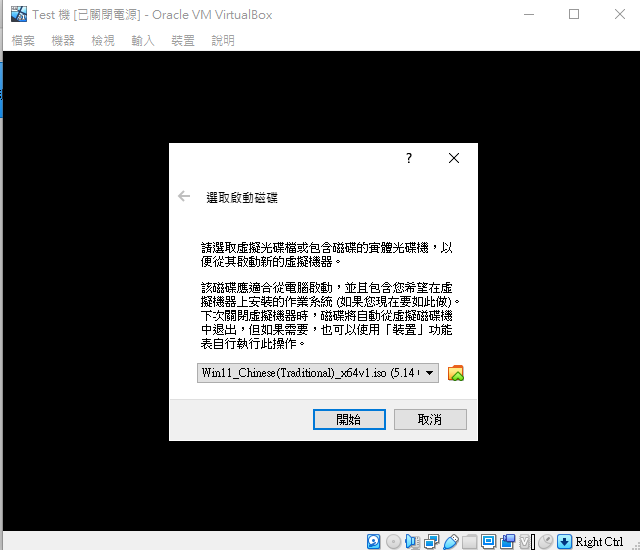 Test 機 [已關閉電源] - Oracle VM VirtualBox
檔案 機器 檢視 輸入 裝置 說明
?
選取啟動磁碟
請選取虛擬光碟檔或包含磁碟的實體光碟機，以
便從其啟動新的虛擬機器。
該磁碟應適合從電腦啟動，並且包含您希望在虛
擬機器上安裝的作業系統 (如果您現在要如此做)。
下次關閉虛擬機器時，磁碟將自動從虛擬磁碟機
中退出，但如果需要，也可以使用「裝置」功能
表自行執行此操作。
Win11_Chinese(Traditional)_x64v1.iso (5.14
開始 取消
Right Ctrl